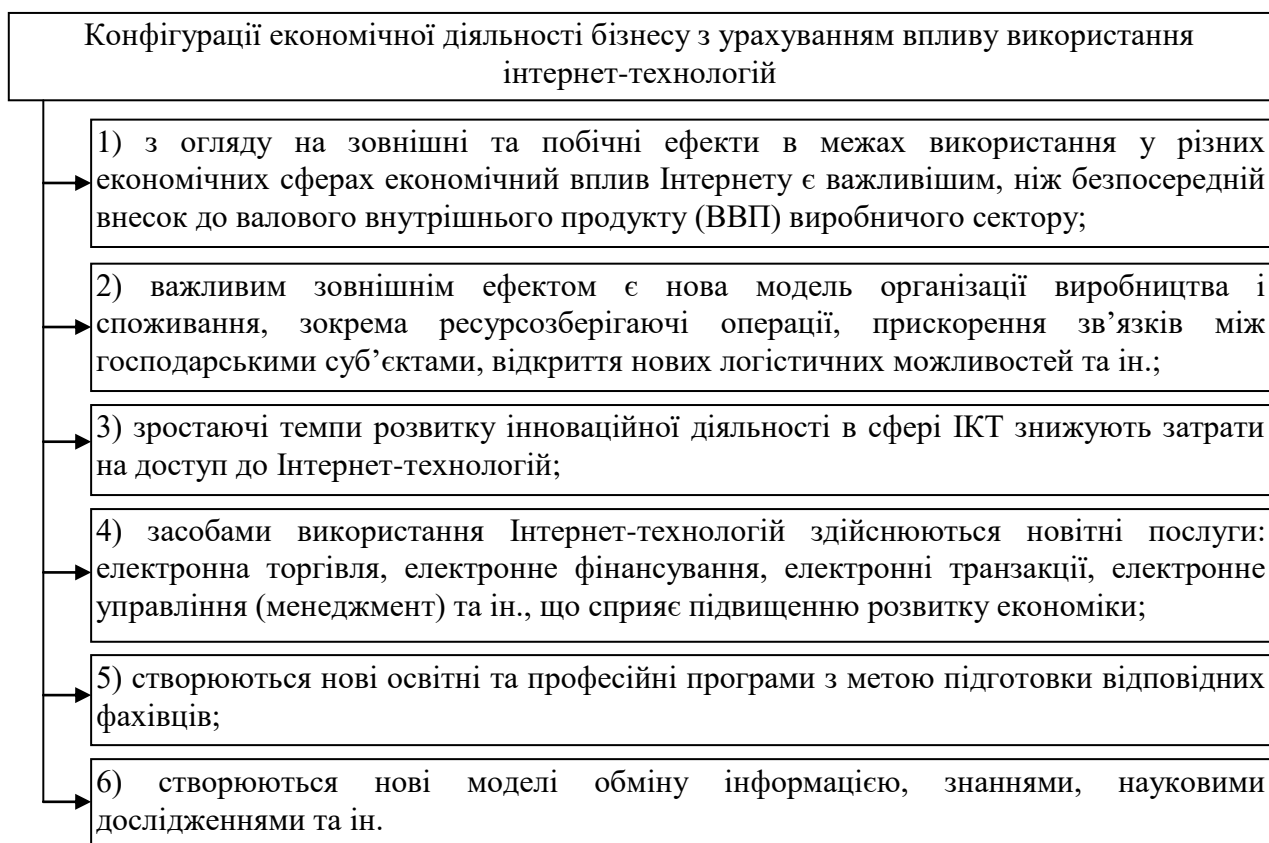 Конфігурації економічної діяльності бізнесу з урахуванням впливу використання
інтернет-технологій
1) з огляду на зовнішні та побічні ефекти в межах використання у різних
економічних сферах економічний вплив Інтернету є важливішим, ніж безпосередній
внесок до валового внутрішнього продукту (ВВП) виробничого сектору;
2) важливим зовнішнім ефектом є нова модель організації виробництва і
споживання, зокрема ресурсозберігаючі операції, прискорення зв’язків між
господарськими суб’єктами, відкриття нових логістичних можливостей та ін.;
3) зростаючі темпи розвитку інноваційної діяльності в сфері ІКТ знижують затрати
на доступ до Інтернет-технологій;
4) засобами використання Інтернет-технологій здійснюються новітні послуги:
електронна торгівля, електронне фінансування, електронні транзакції, електронне
управління (менеджмент) та ін., що сприяє підвищенню розвитку економіки;
5) створюються нові освітні та професійні програми з метою підготовки відповідних
фахівців;
6) створюються нові моделі обміну інформацією, знаннями, науковими
дослідженнями та ін.